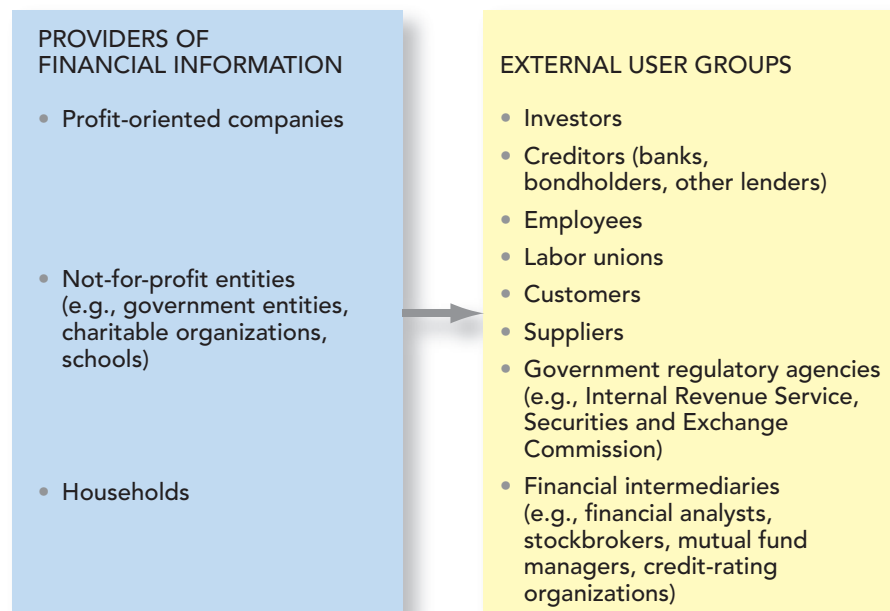 PROVIDERS OF
FINANCIAL INFORMATION
• Profit-oriented companies
• Not-for-profit entities
(e.g., government entities,
charitable organizations,
schools)
• Households
EXTERNAL USER GROUPS
• Investors
• Creditors (banks,
bondholders, other lenders)
• Employees
• Labor unions
• Customers
• Suppliers
• Government regulatory agencies
(e.g., Internal Revenue Service,
Securities and Exchange
Commission)
• Financial intermediaries
(e.g., financial analysts,
stockbrokers, mutual fund
managers, credit-rating
organizations)